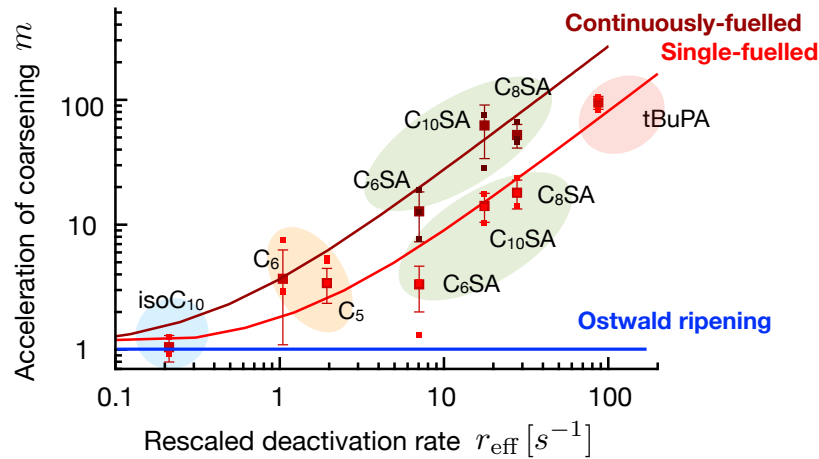 Continuously-fuelled
Single-fuelled
C₈SA
C₁₀SA
tBuPA
C₆SA
C₈SA
C₁₀SA
C₆
isoC₁₀
C₅
C₆SA
Ostwald ripening
Acceleration of coarsening m
100
10
1
0.1
1
10
100
Rescaled deactivation rate r_eff [s⁻¹]